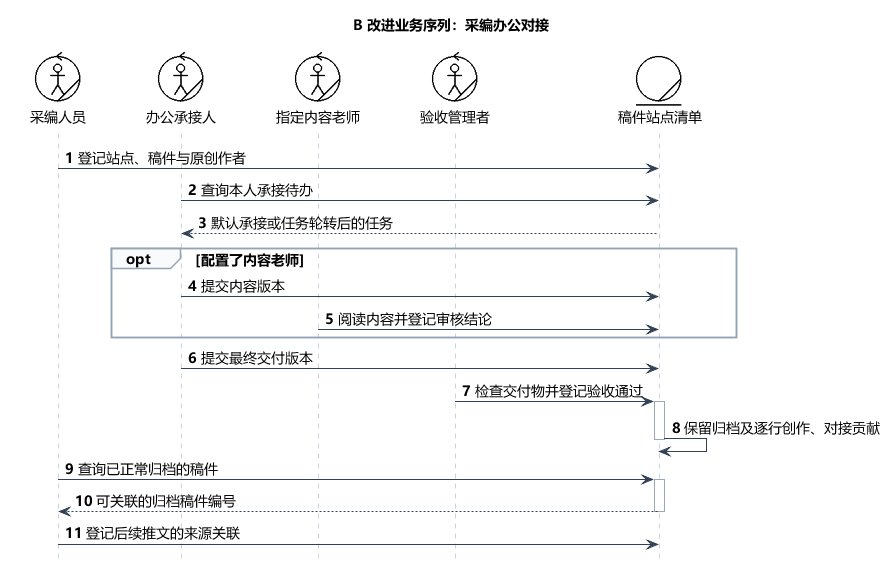 B 改进业务序列：采编办公对接
采编人员
办公承接人
指定内容老师
验收管理者
稿件站点清单
1 登记站点、稿件与原创作者
2 查询本人承接待办
3 默认承接或任务轮转后的任务
opt [配置了内容老师]
4 提交内容版本
5 阅读内容并登记审核结论
6 提交最终交付版本
7 检查交付物并登记验收通过
8 保留归档及逐行创作、对接贡献
9 查询已正常归档的稿件
10 可关联的归档稿件编号
11 登记后续推文的来源关联